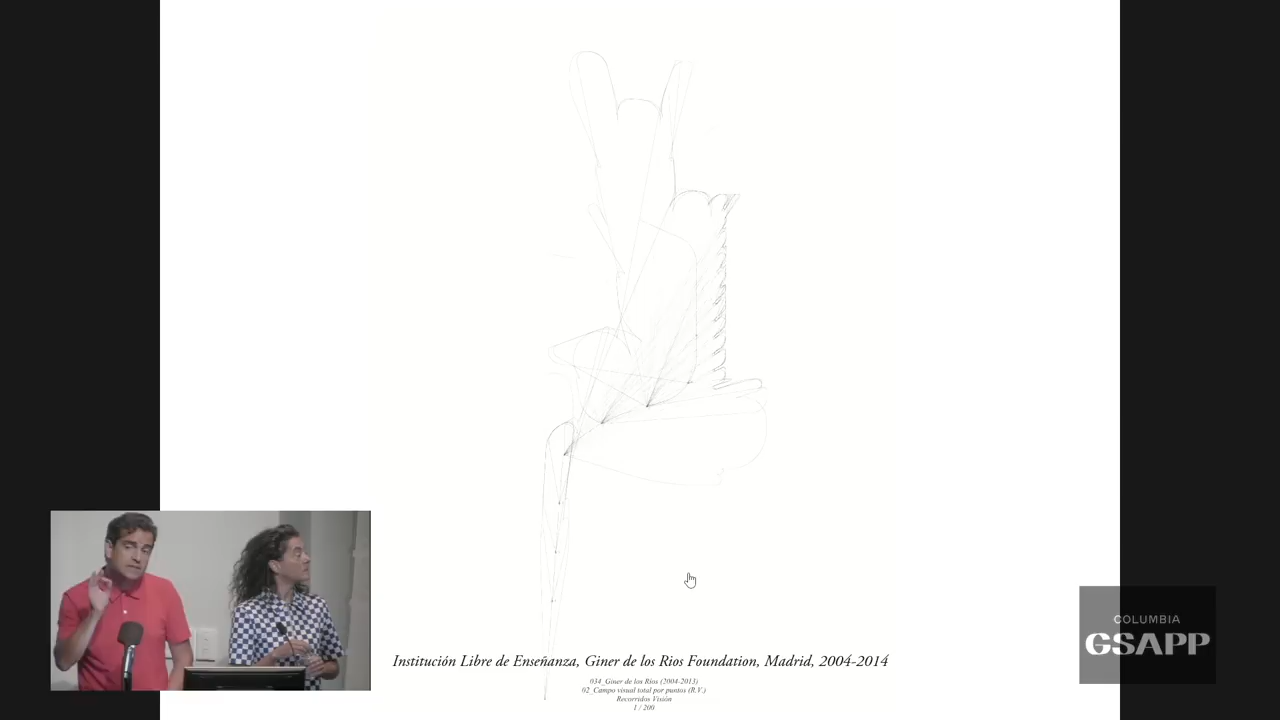 COLUMBIA
GSAPP
Institución Libre de Enseñanza, Giner de los Rios Foundation, Madrid, 2004-2014
034_Giner de los Ríos (2004-2013)
02_Campo visual total por puntos (R.V.)
Recorridos Visión
1 / 200